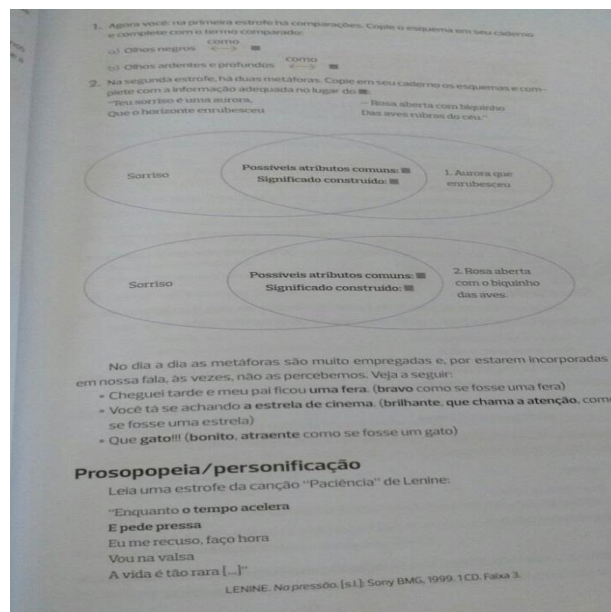 1. Agora você: na primeira estrofe há comparações. Copie o esquema em seu caderno
e complete com o termo comparado:
como
a) Olhos negros ←→ ■
como
b) Olhos ardentes e profundos ←→ ■
2. Na segunda estrofe, há duas metáforas. Copie em seu caderno os esquemas e com-
plete com a informação adequada no lugar do ■:
"Teu sorriso é uma aurora,
Que o horizonte enrubesceu
– Rosa aberta com biquinho
Das aves rubras do céu."
Sorriso
Possíveis atributos comuns: ■
Significado construído: ■
1. Aurora que
enrubesceu
Sorriso
Possíveis atributos comuns: ■
Significado construído: ■
2. Rosa aberta
com o biquinho
das aves.
No dia a dia as metáforas são muito empregadas e, por estarem incorporadas
em nossa fala, às vezes, não as percebemos. Veja a seguir:
• Cheguei tarde e meu pai ficou uma fera. (bravo como se fosse uma fera)
• Você tá se achando a estrela de cinema. (brilhante, que chama a atenção, com
se fosse uma estrela)
• Que gato!!! (bonito, atraente como se fosse um gato)
Prosopopeia/personificação
Leia uma estrofe da canção "Paciência" de Lenine:
"Enquanto o tempo acelera
E pede pressa
Eu me recuso, faço hora
Vou na valsa
A vida é tão rara [...]"
LENINE. Na pressão. [s.l.]: Sony BMG, 1999. 1 CD. Faixa 3.